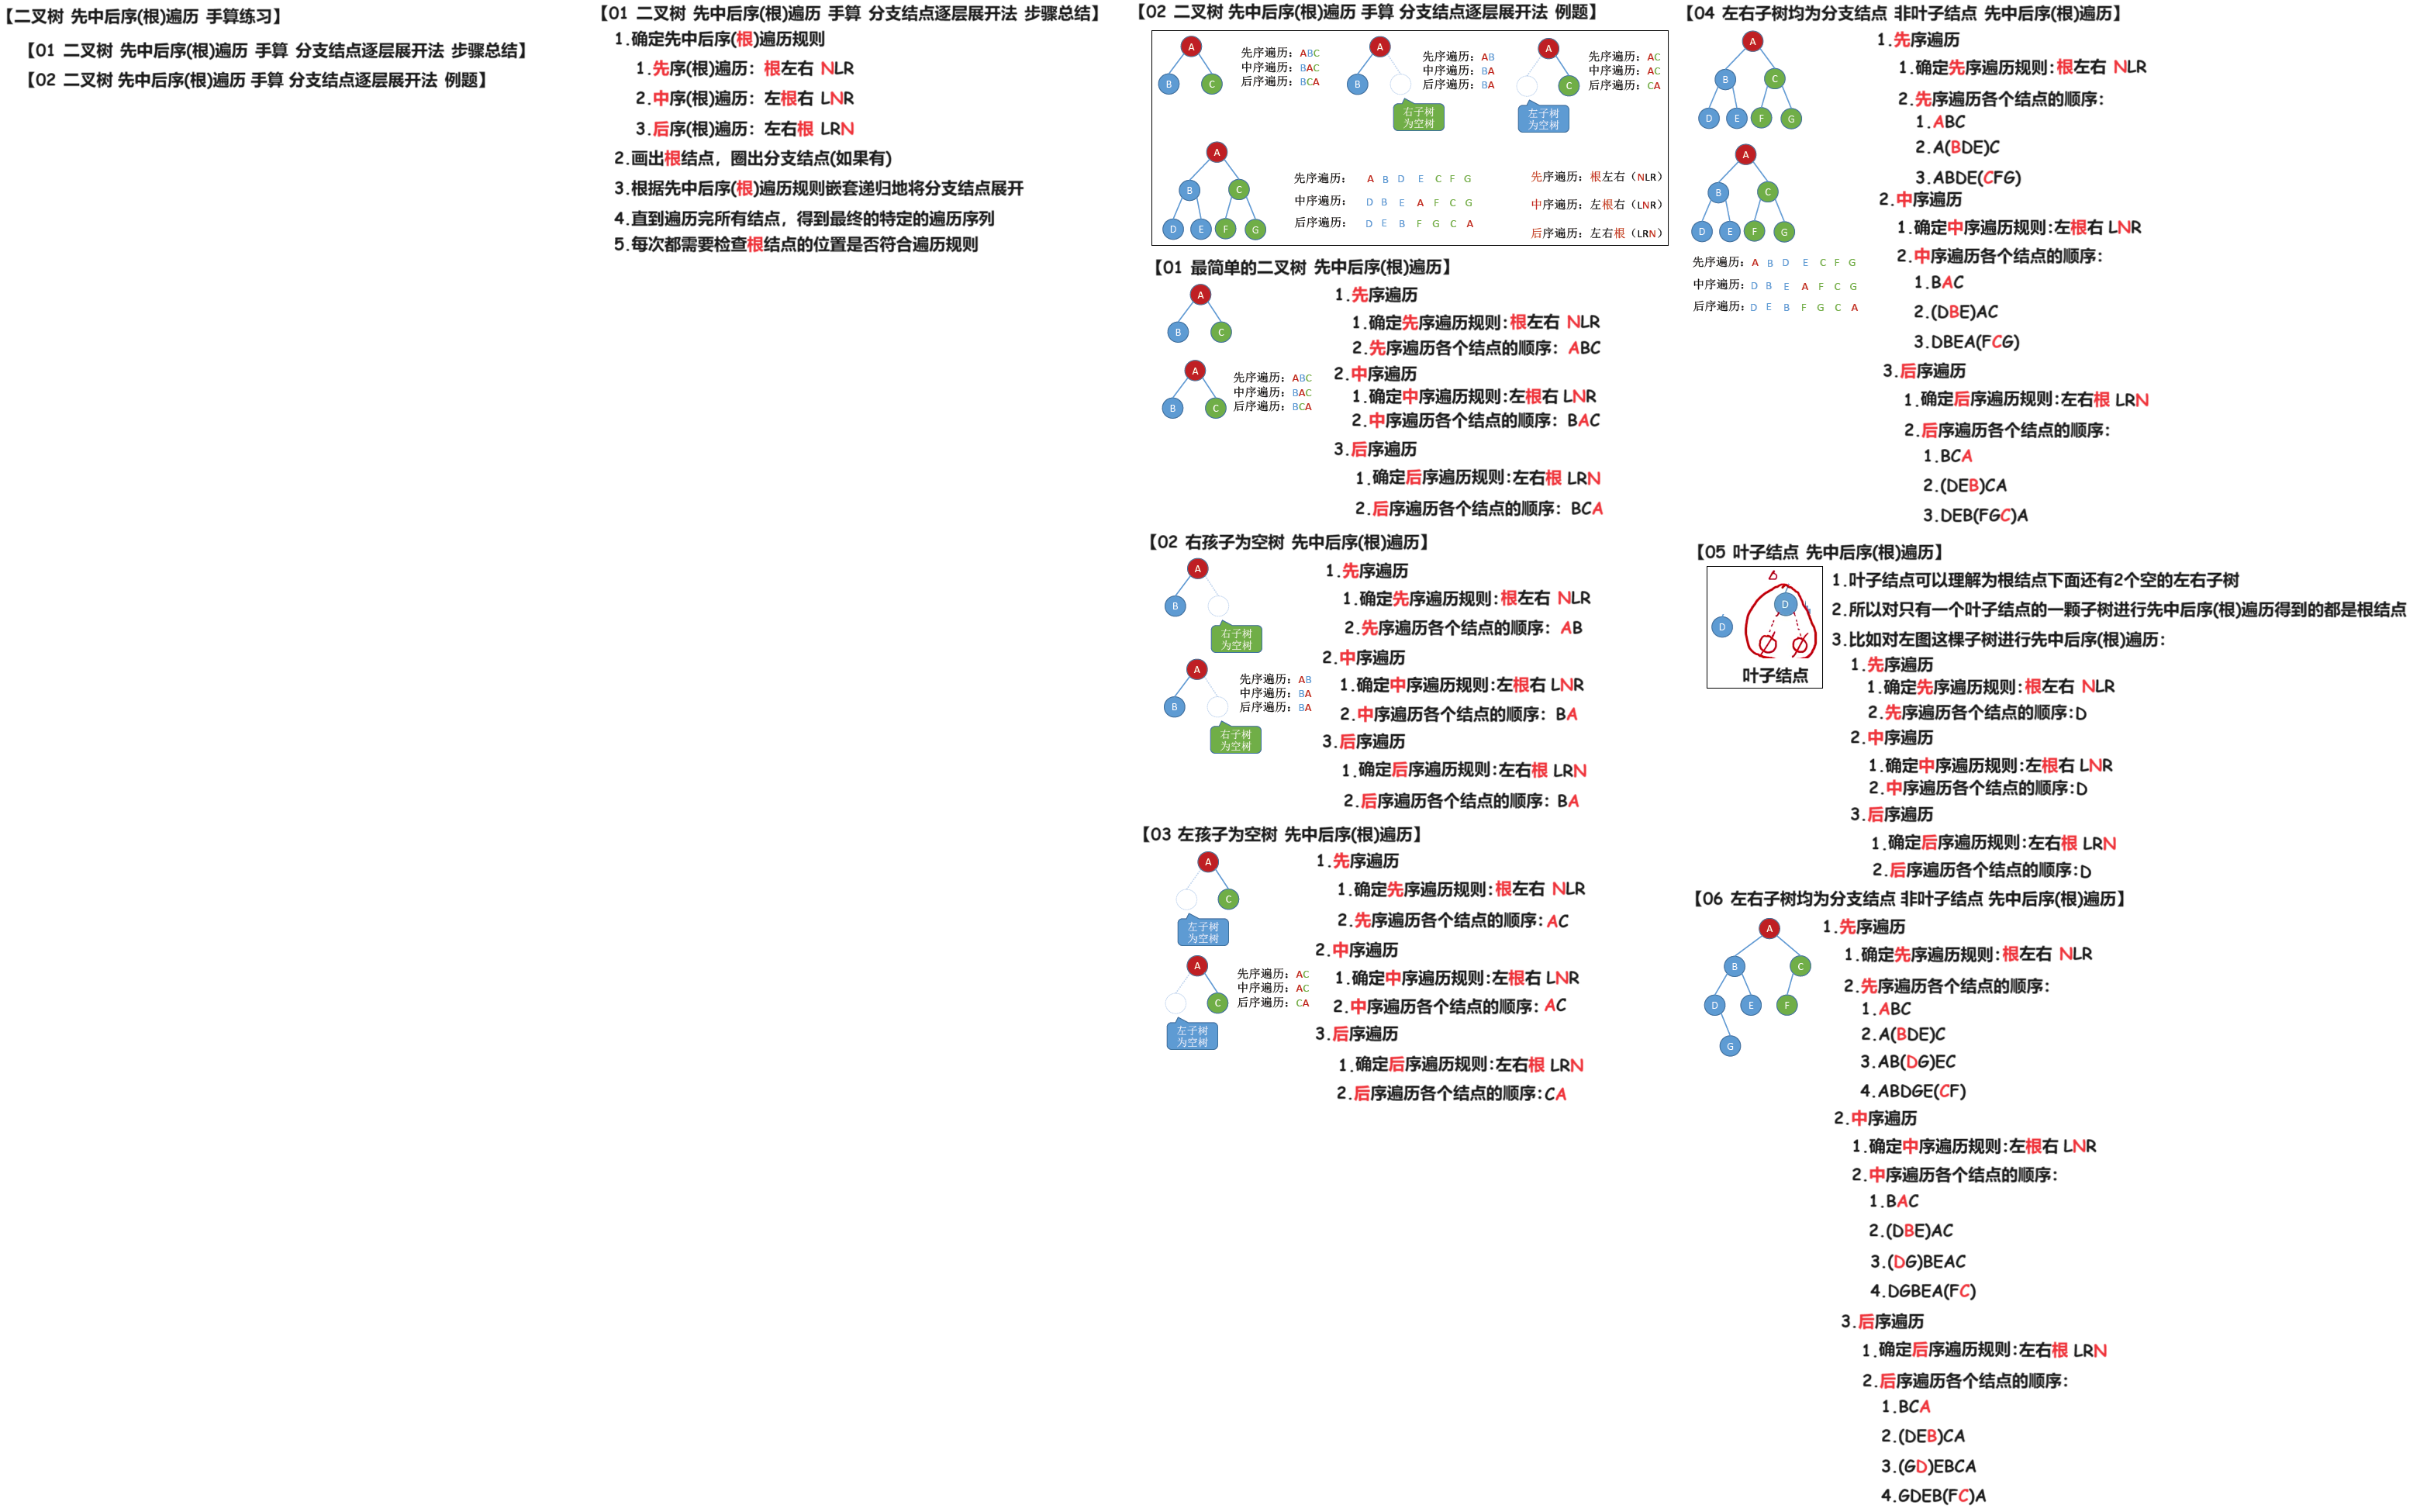 【二叉树 先中后序(根)遍历 手算练习】
【01 二叉树 先中后序(根)遍历 手算 分支结点逐层展开法 步骤总结】
【02 二叉树 先中后序(根)遍历 手算 分支结点逐层展开法 例题】
【01 二叉树 先中后序(根)遍历 手算 分支结点逐层展开法 步骤总结】
1.确定先中后序(根)遍历规则
1.先序(根)遍历：根左右 NLR
2.中序(根)遍历：左根右 LNR
3.后序(根)遍历：左右根 LRN
2.画出根结点，圈出分支结点(如果有)
3.根据先中后序(根)遍历规则嵌套递归地将分支结点展开
4.直到遍历完所有结点，得到最终的特定的遍历序列
5.每次都需要检查根结点的位置是否符合遍历规则
【02 二叉树 先中后序(根)遍历 手算 分支结点逐层展开法 例题】
A
B C
先序遍历：ABC
中序遍历：BAC
后序遍历：BCA
A
B
右子树
为空树
先序遍历：AB
中序遍历：BA
后序遍历：BA
A
C
左子树
为空树
先序遍历：AC
中序遍历：AC
后序遍历：CA
A
B C
D E F G
先序遍历： A B D E C F G
中序遍历： D B E A F C G
后序遍历： D E B F G C A
先序遍历：根左右（NLR）
中序遍历：左根右（LNR）
后序遍历：左右根（LRN）
【01 最简单的二叉树 先中后序(根)遍历】
A
B C
A
B C
先序遍历：ABC
中序遍历：BAC
后序遍历：BCA
1.先序遍历
1.确定先序遍历规则:根左右 NLR
2.先序遍历各个结点的顺序： ABC
2.中序遍历
1.确定中序遍历规则:左根右 LNR
2.中序遍历各个结点的顺序： BAC
3.后序遍历
1.确定后序遍历规则:左右根 LRN
2.后序遍历各个结点的顺序： BCA
【02 右孩子为空树 先中后序(根)遍历】
A
B
右子树
为空树
A
B
右子树
为空树
先序遍历：AB
中序遍历：BA
后序遍历：BA
1.先序遍历
1.确定先序遍历规则:根左右 NLR
2.先序遍历各个结点的顺序： AB
2.中序遍历
1.确定中序遍历规则:左根右 LNR
2.中序遍历各个结点的顺序： BA
3.后序遍历
1.确定后序遍历规则:左右根 LRN
2.后序遍历各个结点的顺序: BA
【03 左孩子为空树 先中后序(根)遍历】
A
C
左子树
为空树
A
C
左子树
为空树
先序遍历：AC
中序遍历：AC
后序遍历：CA
1.先序遍历
1.确定先序遍历规则:根左右 NLR
2.先序遍历各个结点的顺序:AC
2.中序遍历
1.确定中序遍历规则:左根右 LNR
2.中序遍历各个结点的顺序: AC
3.后序遍历
1.确定后序遍历规则:左右根 LRN
2.后序遍历各个结点的顺序:CA
【04 左右子树均为分支结点 非叶子结点 先中后序(根)遍历】
A
B C
D E F G
A
B C
D E F G
先序遍历：A B D E C F G
中序遍历：D B E A F C G
后序遍历：D E B F G C A
1.先序遍历
1.确定先序遍历规则:根左右 NLR
2.先序遍历各个结点的顺序:
1.ABC
2.A(BDE)C
3.ABDE(CFG)
2.中序遍历
1.确定中序遍历规则:左根右 LNR
2.中序遍历各个结点的顺序:
1.BAC
2.(DBE)AC
3.DBEA(FCG)
3.后序遍历
1.确定后序遍历规则:左右根 LRN
2.后序遍历各个结点的顺序:
1.BCA
2.(DEB)CA
3.DEB(FGC)A
【05 叶子结点 先中后序(根)遍历】
D
D
叶子结点
1.叶子结点可以理解为根结点下面还有2个空的左右子树
2.所以对只有一个叶子结点的一颗子树进行先中后序(根)遍历得到的都是根结点
3.比如对左图这棵子树进行先中后序(根)遍历:
1.先序遍历
1.确定先序遍历规则:根左右 NLR
2.先序遍历各个结点的顺序:D
2.中序遍历
1.确定中序遍历规则:左根右 LNR
2.中序遍历各个结点的顺序:D
3.后序遍历
1.确定后序遍历规则:左右根 LRN
2.后序遍历各个结点的顺序:D
【06 左右子树均为分支结点 非叶子结点 先中后序(根)遍历】
A
B C
D E F
G
1.先序遍历
1.确定先序遍历规则:根左右 NLR
2.先序遍历各个结点的顺序:
1.ABC
2.A(BDE)C
3.AB(DG)EC
4.ABDGE(CF)
2.中序遍历
1.确定中序遍历规则:左根右 LNR
2.中序遍历各个结点的顺序:
1.BAC
2.(DBE)AC
3.(DG)BEAC
4.DGBEA(FC)
3.后序遍历
1.确定后序遍历规则:左右根 LRN
2.后序遍历各个结点的顺序:
1.BCA
2.(DEB)CA
3.(GD)EBCA
4.GDEB(FC)A